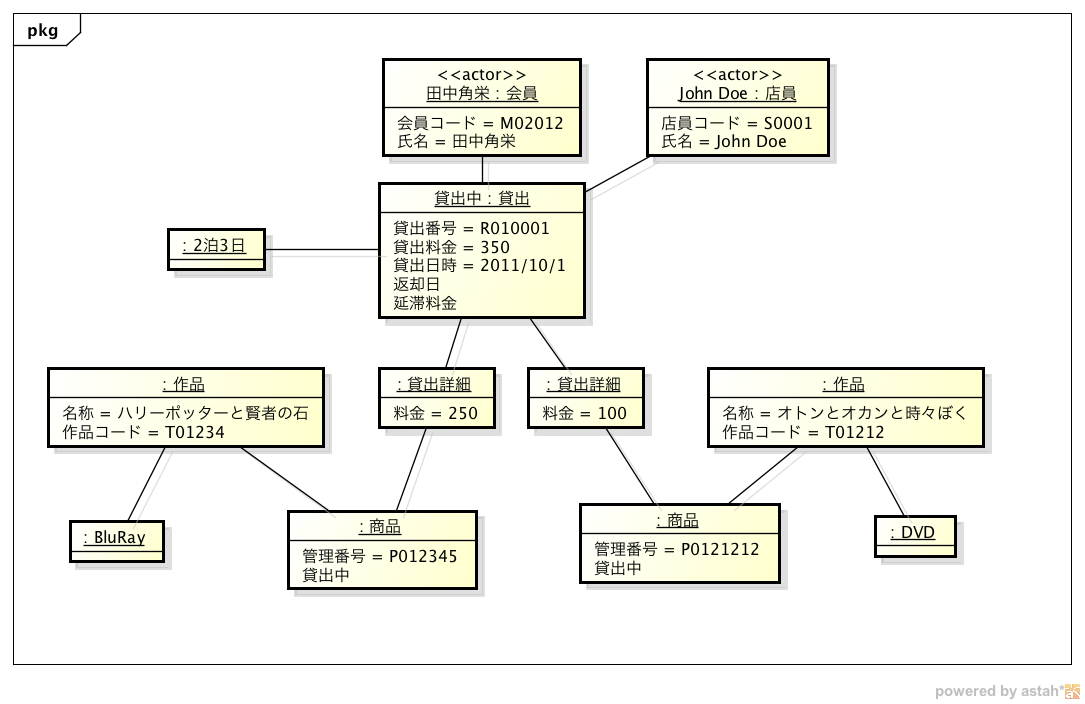 pkg
<<actor>>
田中角栄 : 会員
会員コード = M02012
氏名 = 田中角栄
<<actor>>
John Doe : 店員
店員コード = S0001
氏名 = John Doe
貸出中 : 貸出
貸出番号 = R010001
貸出料金 = 350
貸出日時 = 2011/10/1
返却日
延滞料金
: 2泊3日
: 作品
名称 = ハリーポッターと賢者の石
作品コード = T01234
: 貸出詳細
料金 = 250
: 貸出詳細
料金 = 100
: 作品
名称 = オトンとオカンと時々ぼく
作品コード = T01212
: BluRay
: 商品
管理番号 = P012345
貸出中
: 商品
管理番号 = P0121212
貸出中
: DVD
powered by astah*